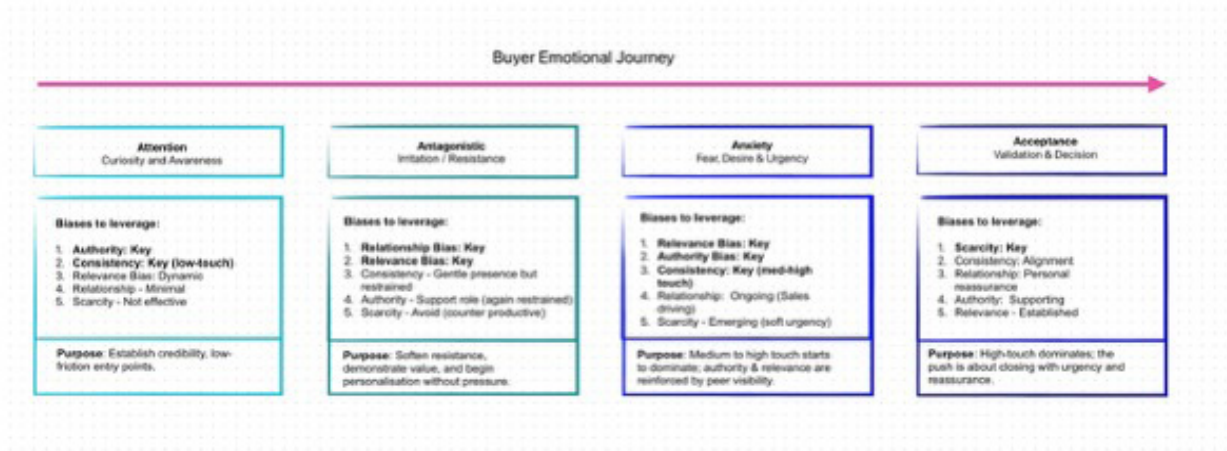 Buyer Emotional Journey
Attention
Curiosity and Awareness
Biases to leverage:
1. Authority: Key
2. Consistency: Key (low-touch)
3. Relevance Bias: Dynamic
4. Relationship - Minimal
5. Scarcity - Not effective
Purpose: Establish credibility, low-
friction entry points.
Antagonistic
Irritation / Resistance
Biases to leverage:
1. Relationship Bias: Key
2. Relevance Bias: Key
3. Consistency - Gentle presence but
restrained
4. Authority - Support role (again restrained)
5. Scarcity - Avoid (counter productive)
Purpose: Soften resistance,
demonstrate value, and begin
personalisation without pressure.
Anxiety
Fear, Desire & Urgency
Biases to leverage:
1. Relevance Bias: Key
2. Authority Bias: Key
3. Consistency: Key (med-high
touch)
4. Relationship: Ongoing (Sales
driving)
5. Scarcity - Emerging (soft urgency)
Purpose: Medium to high touch starts
to dominate; authority & relevance are
reinforced by peer visibility.
Acceptance
Validation & Decision
Biases to leverage:
1. Scarcity: Key
2. Consistency: Alignment
3. Relationship: Personal
reassurance
4. Authority: Supporting
5. Relevance - Established
Purpose: High-touch dominates; the
push is about closing with urgency and
reassurance.